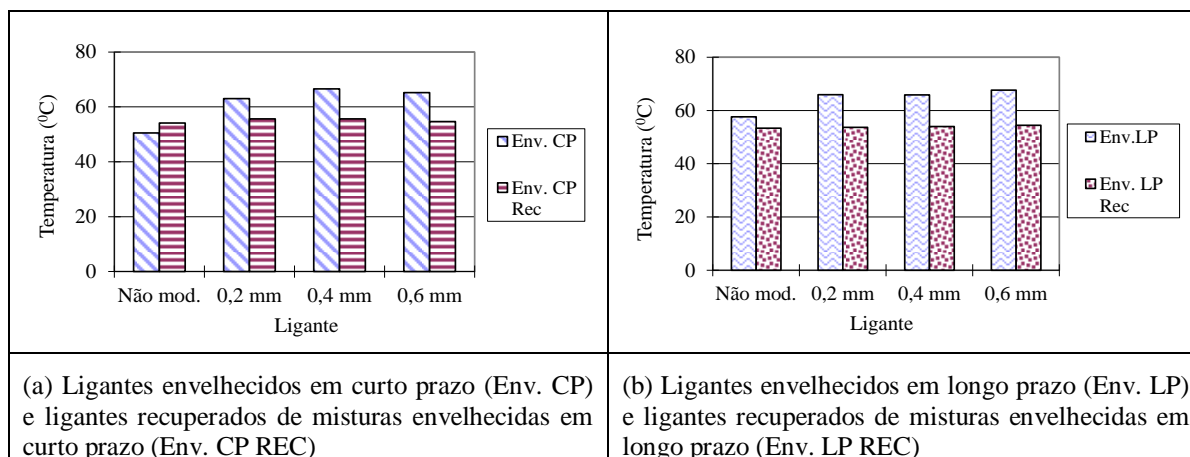 80
60
40
20
0
Temperatura (⁰C)
Não mod. 0,2 mm 0,4 mm 0,6 mm
Ligante
Env. CP
Env. CP
Rec
80
60
40
20
0
Temperatura (⁰C)
Não mod. 0,2 mm 0,4 mm 0,6 mm
Ligante
Env.LP
Env. LP
Rec
(a) Ligantes envelhecidos em curto prazo (Env. CP)
e ligantes recuperados de misturas envelhecidas em
curto prazo (Env. CP REC)
(b) Ligantes envelhecidos em longo prazo (Env. LP)
e ligantes recuperados de misturas envelhecidas em
longo prazo (Env. LP REC)